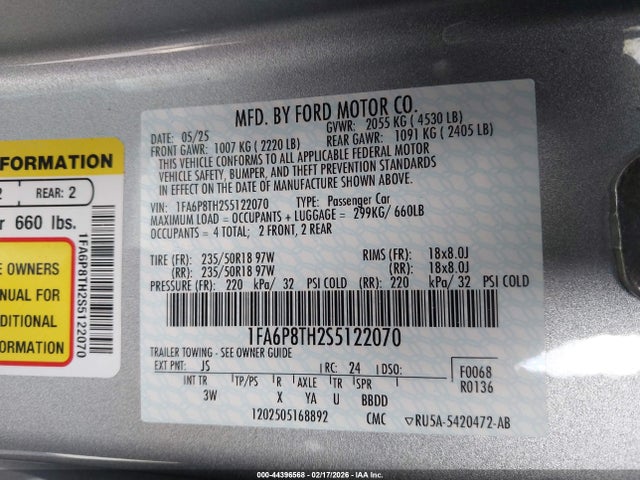 MFD. BY FORD MOTOR CO.
DATE: 05/25 GVWR: 2055 KG ( 4530 LB)
FRONT GAWR: 1007 KG ( 2220 LB) REAR GAWR: 1091 KG ( 2405 LB)
THIS VEHICLE CONFORMS TO ALL APPLICABLE FEDERAL MOTOR
VEHICLE SAFETY, BUMPER, AND THEFT PREVENTION STANDARDS
IN EFFECT ON THE DATE OF MANUFACTURE SHOWN ABOVE.
VIN: 1FA6P8TH2S5122070 TYPE: Passenger Car
MAXIMUM LOAD = OCCUPANTS + LUGGAGE = 299KG/ 660LB
OCCUPANTS = 4 TOTAL; 2 FRONT, 2 REAR
TIRE (FR): 235/50R18 97W RIMS (FR): 18x8.0J
(RR): 235/50R18 97W (RR): 18x8.0J
PRESSURE (FR): 220 kPa/ 32 PSI COLD (RR): 220 kPa/ 32 PSI COLD
1FA6P8TH2S5122070
TRAILER TOWING - SEE OWNER GUIDE
EXT PNT: JS RC: 24 DSO: F0068
R0136
INT TR TP/PS R AXLE TR SPR
3W X YA U BBDD
1202505168892 CMC RU5A-5420472-AB
FORMATION
2 REAR: 2
r 660 lbs.
E OWNERS
NUAL FOR
DITIONAL
ORMATION
1FA6P8TH2S5122070
000-44396568 - 02/17/2026 - IAA Inc.